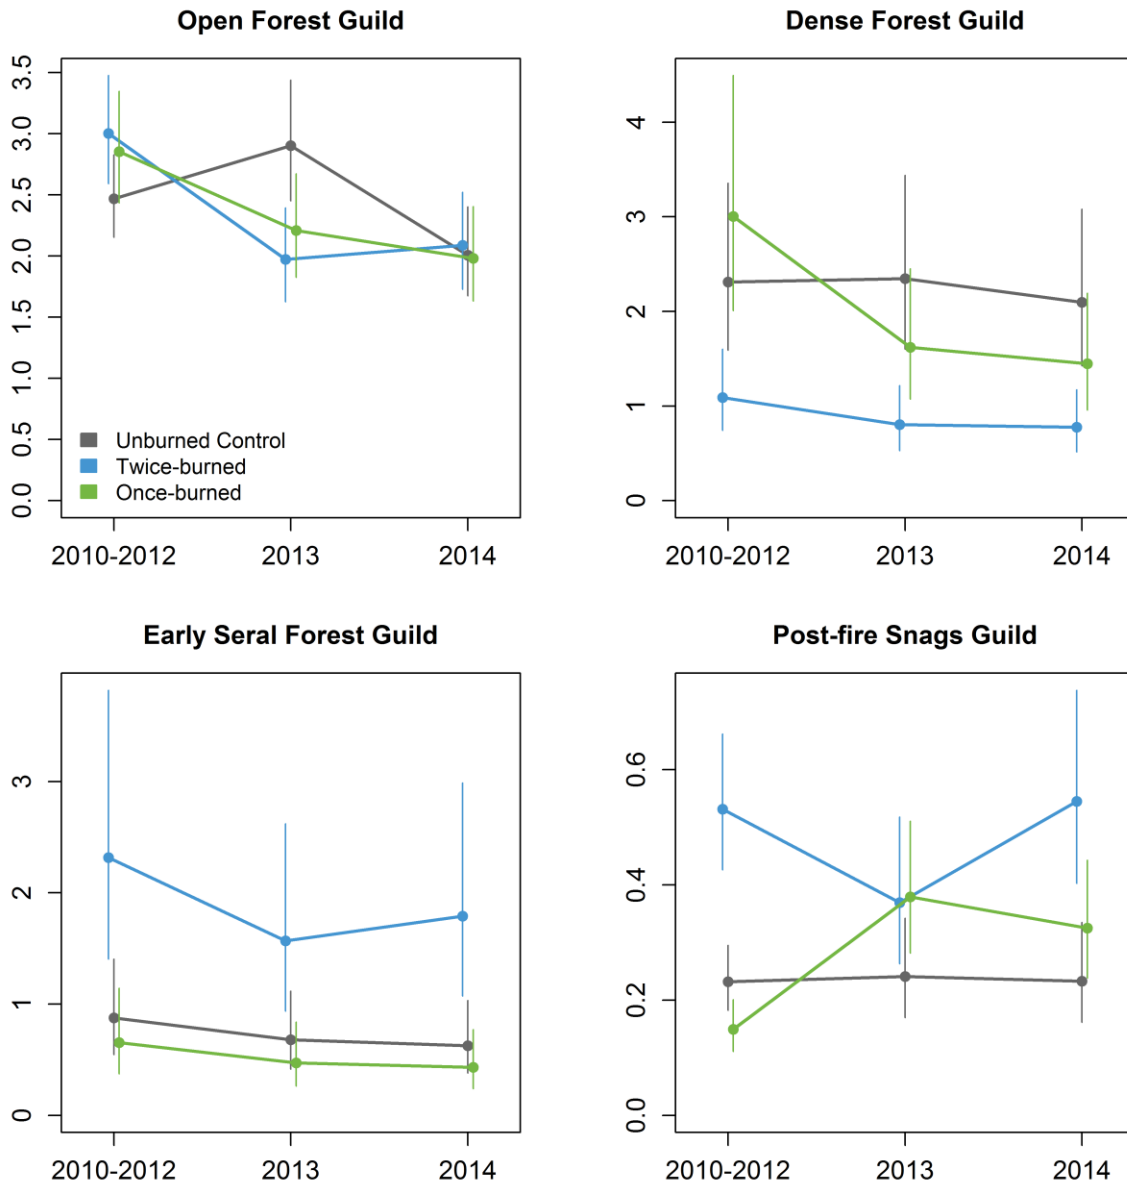 Open Forest Guild
3.5
3.0
2.5
2.0
1.5
1.0
0.5
0.0
Unburned Control
Twice-burned
Once-burned
2010-2012 2013 2014
Dense Forest Guild
4
3
2
1
0
2010-2012 2013 2014
Early Seral Forest Guild
3
2
1
0
2010-2012 2013 2014
Post-fire Snags Guild
0.6
0.4
0.2
0.0
2010-2012 2013 2014